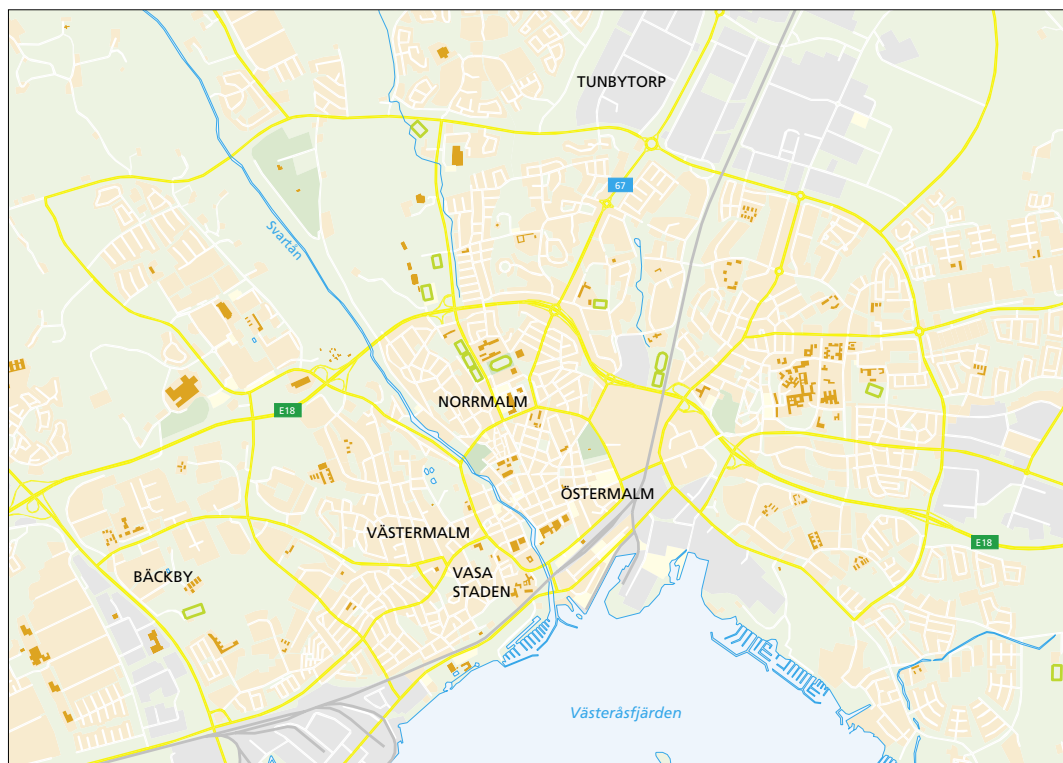 TUNBYTORP
67
Svartån
NORRMALM
E18
ÖSTERMALM
VÄSTERMALM
E18
BÄCKBY
VASA
STADEN
Västeråsfjärden